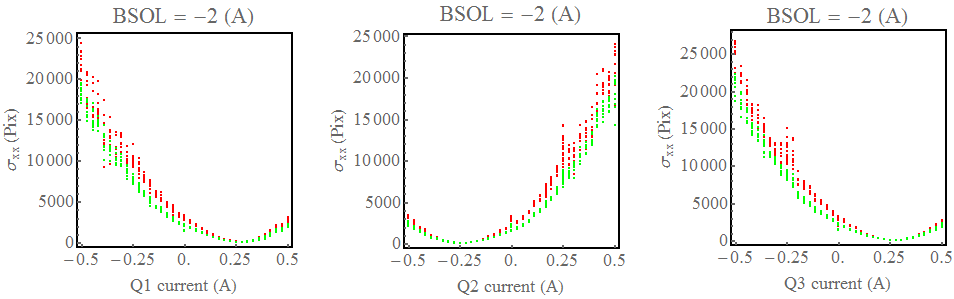 BSOL = −2 (A)
25 000
20 000
15 000
10 000
5000
0
σxx (Pix)
−0.5 −0.25 0. 0.25 0.5
Q1 current (A)
BSOL = −2 (A)
25 000
20 000
15 000
10 000
5000
0
σxx (Pix)
−0.5 −0.25 0. 0.25 0.5
Q2 current (A)
BSOL = −2 (A)
25 000
20 000
15 000
10 000
5000
0
σxx (Pix)
−0.5 −0.25 0. 0.25 0.5
Q3 current (A)